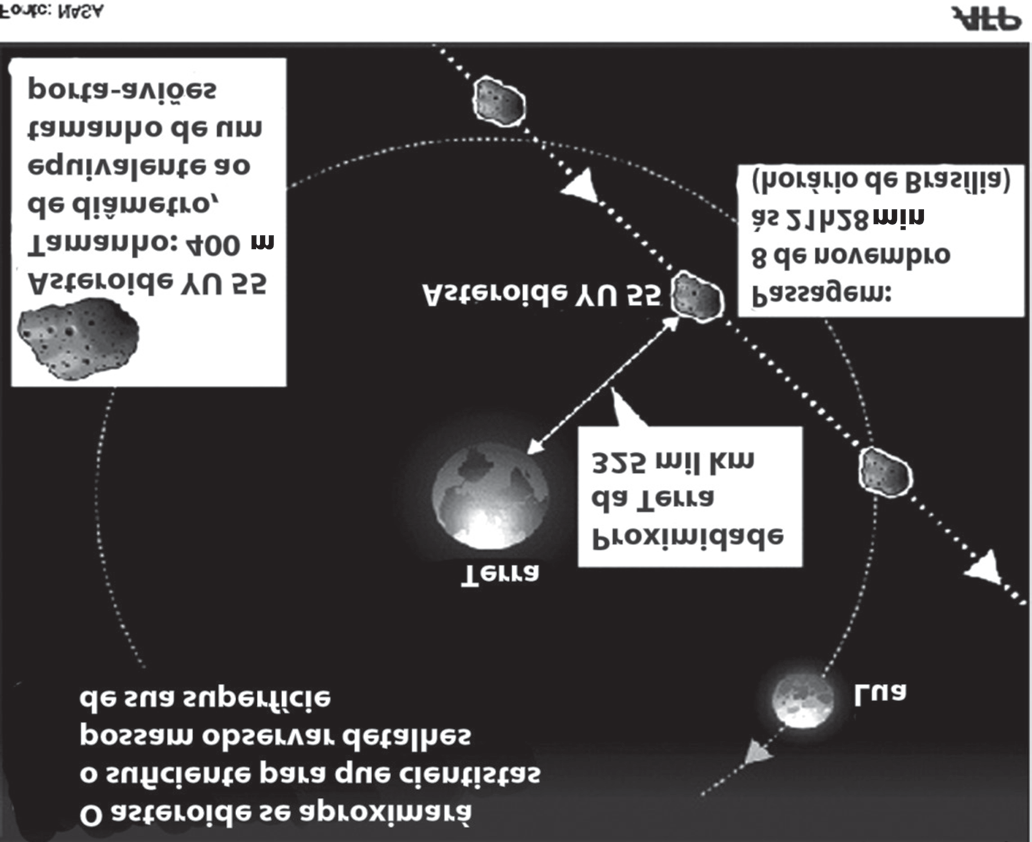 O asteroide se aproximará
o suficiente para que cientistas
possam observar detalhes
de sua superfície
Lua
Terra
Proximidade
da Terra
325 mil km
Asteroide YU 55
Passagem:
8 de novembro
às 21h28min
(horário de Brasília)
Asteroide YU 55
Tamanho: 400 m
de diâmetro,
equivalente ao
tamanho de um
porta-aviões
Fonte: NASA
AFP